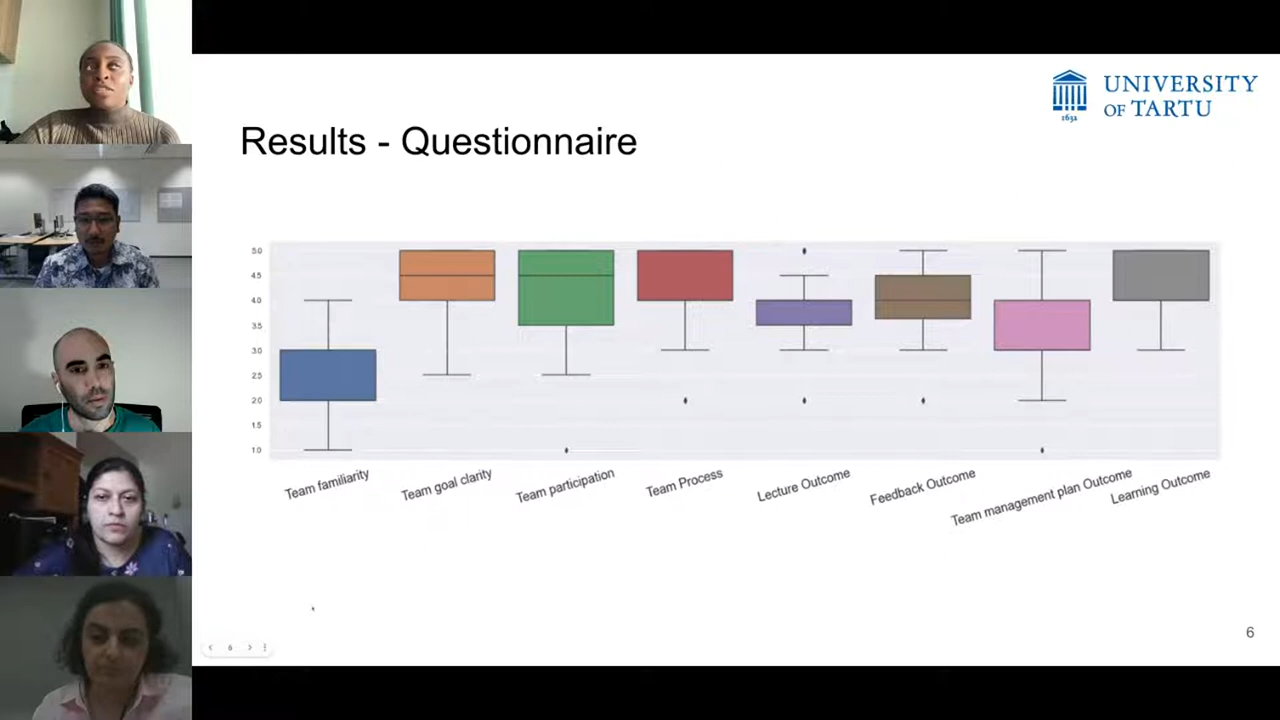 UNIVERSITY
OF TARTU
1632
Results - Questionnaire
5.0
4.5
4.0
3.5
3.0
2.5
2.0
1.5
1.0
Team familiarity
Team goal clarity
Team participation
Team Process
Lecture Outcome
Feedback Outcome
Team management plan Outcome
Learning Outcome
6
6